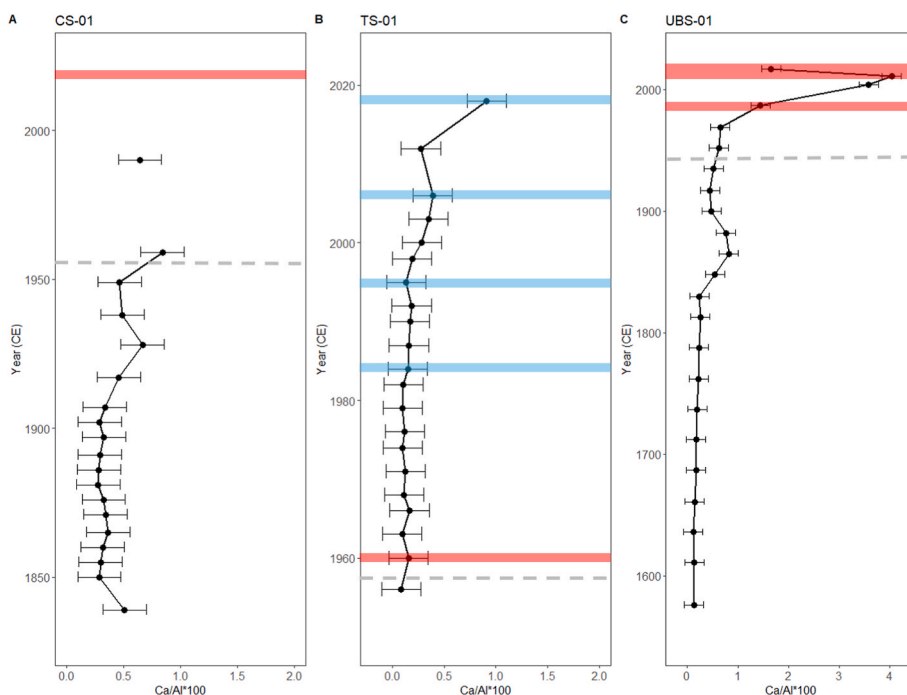 A CS-01
B TS-01
C UBS-01
Year (CE)
2000
1950
1900
1850
0.0 0.5 1.0 1.5 2.0
Ca/Al*100
Year (CE)
2020
2000
1980
1960
0.0 0.5 1.0 1.5 2.0
Ca/Al*100
Year (CE)
2000
1900
1800
1700
1600
0 1 2 3 4
Ca/Al*100